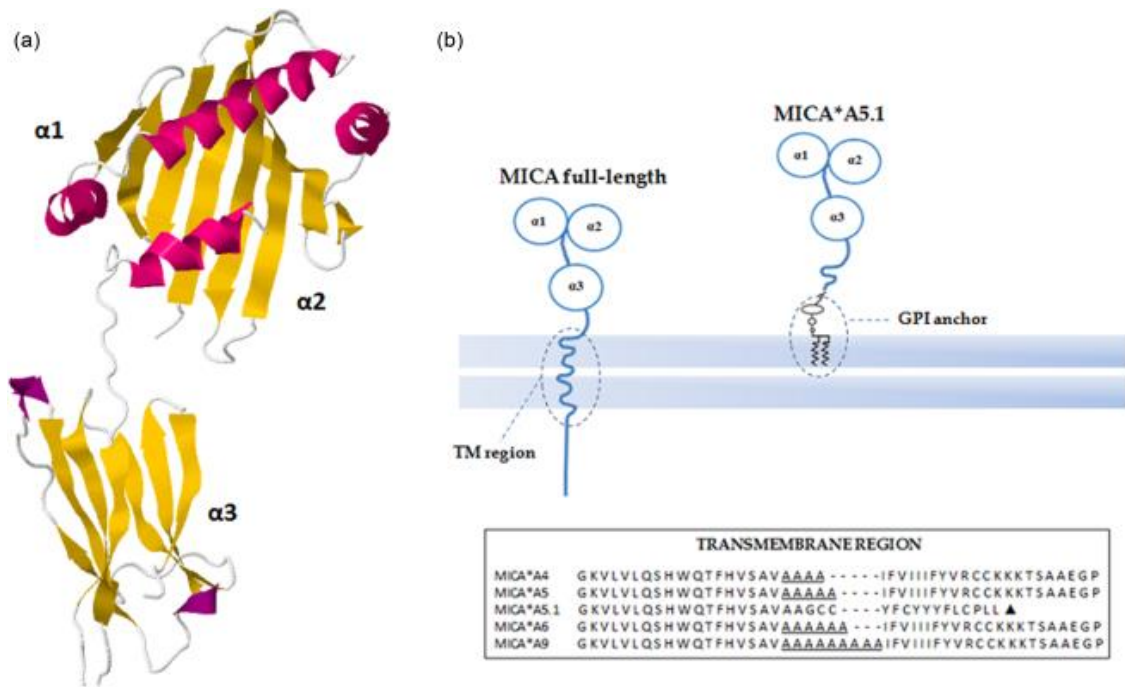 (a)
α1
α2
α3
(b)
MICA full-length
α1
α2
α3
TM region
MICA*A5.1
α1
α2
α3
GPI anchor
TRANSMEMBRANE REGION
MICA*A4 GKVLVLQSHWQTFHVSAVAAAA-----IFVIIIFYVRCCKKKTSAAEGP
MICA*A5 GKVLVLQSHWQTFHVSAVAAAAA----IFVIIIFYVRCCKKKTSAAEGP
MICA*A5.1 GKVLVLQSHWQTFHVSAVAAGCC----YFCYYYFLCPLL▲
MICA*A6 GKVLVLQSHWQTFHVSAVAAAAAA----IFVIIIFYVRCCKKKTSAAEGP
MICA*A9 GKVLVLQSHWQTFHVSAVAAAAAAAAA IFVIIIFYVRCCKKKTSAAEGP